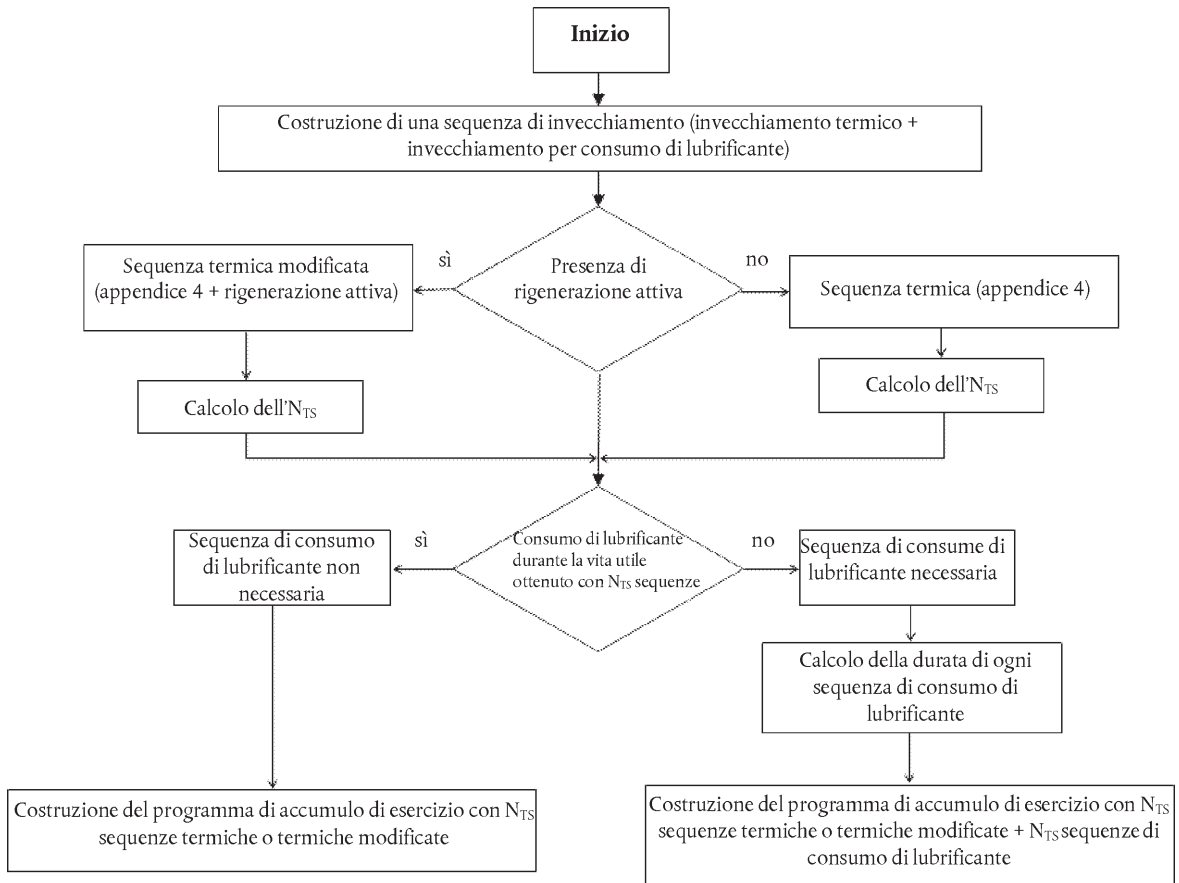 Inizio
Costruzione di una sequenza di invecchiamento (invecchiamento termico +
invecchiamento per consumo di lubrificante)
sì
no
Sequenza termica modificata
(appendice 4 + rigenerazione attiva)
Presenza di
rigenerazione attiva
Sequenza termica (appendice 4)
Calcolo dell'NTS
Calcolo dell'NTS
sì
no
Sequenza di consumo
di lubrificante non
necessaria
Consumo di lubrificante
durante la vita utile
ottenuto con NTS sequenze
Sequenza di consume di
lubrificante necessaria
Calcolo della durata di ogni
sequenza di consumo di
lubrificante
Costruzione del programma di accumulo di esercizio con NTS
sequenze termiche o termiche modificate
Costruzione del programma di accumulo di esercizio con NTS
sequenze termiche o termiche modificate + NTS sequenze di
consumo di lubrificante